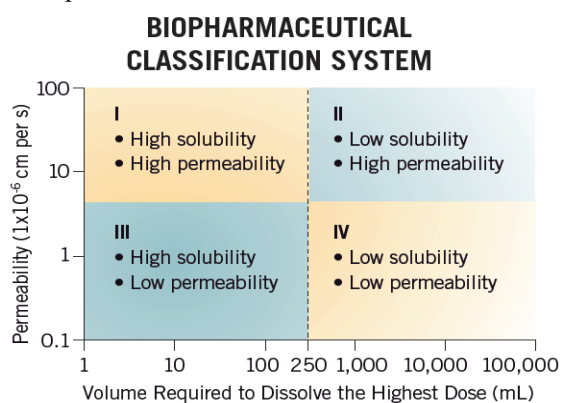 BIOPHARMACEUTICAL
CLASSIFICATION SYSTEM
Permeability (1x10⁻⁶ cm per s)
100
10
1
0.1
I
• High solubility
• High permeability
II
• Low solubility
• High permeability
III
• High solubility
• Low permeability
IV
• Low solubility
• Low permeability
1 10 100 250 1,000 10,000 100,000
Volume Required to Dissolve the Highest Dose (mL)